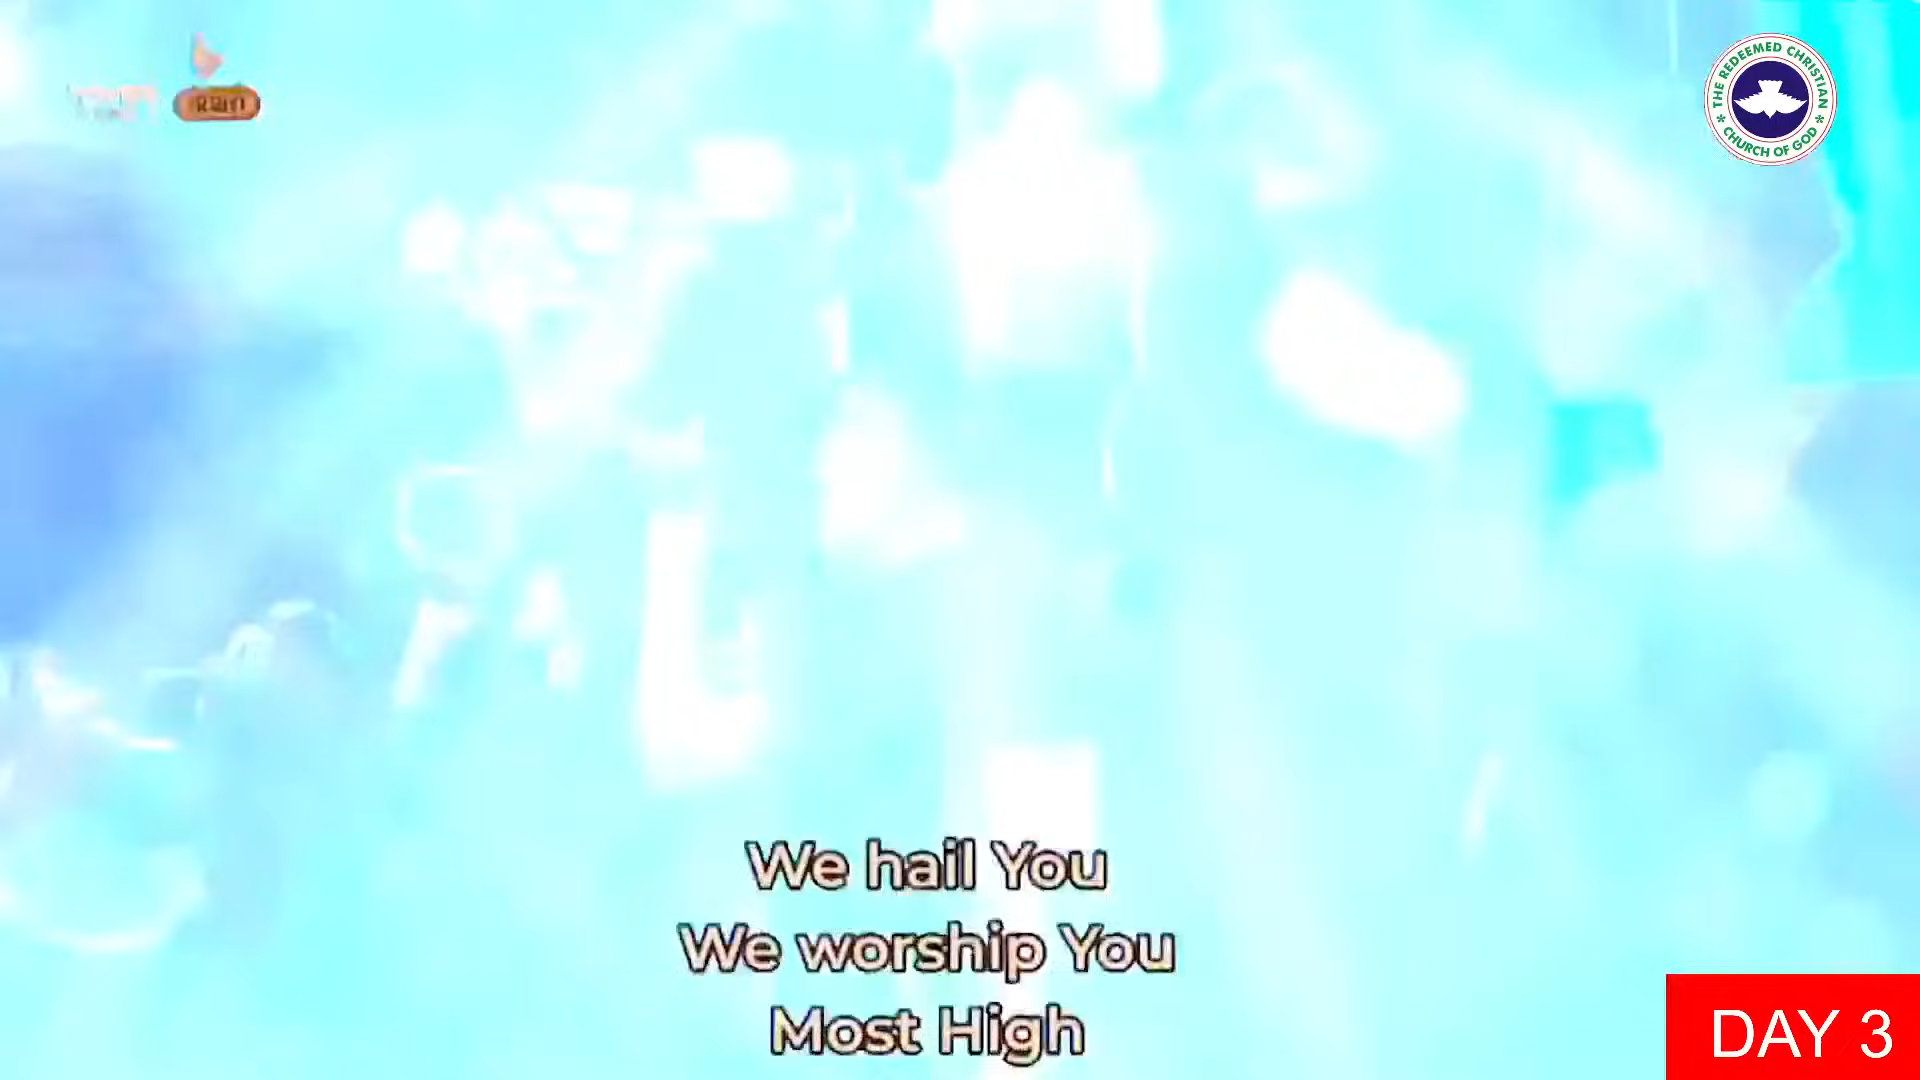 THE REDEEMED CHRISTIAN
CHURCH OF GOD
We hail You
We worship You
Most High
DAY 3